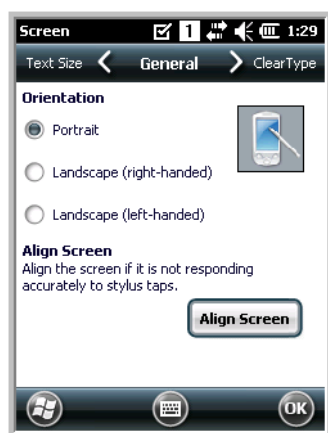 Screen 1 1:29
Text Size General ClearType
Orientation
Portrait
Landscape (right-handed)
Landscape (left-handed)
Align Screen
Align the screen if it is not responding
accurately to stylus taps.
Align Screen
OK